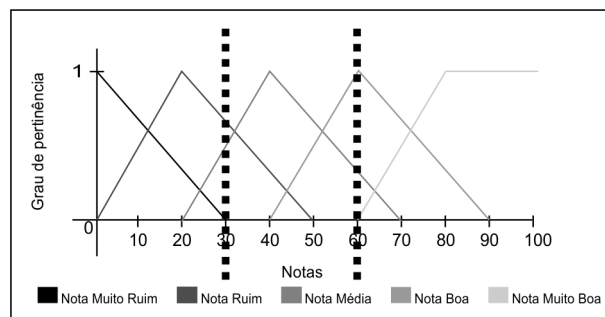 Grau de pertinência
1
0
10 20 30 40 50 60 70 80 90 100
Notas
Nota Muito Ruim Nota Ruim Nota Média Nota Boa Nota Muito Boa